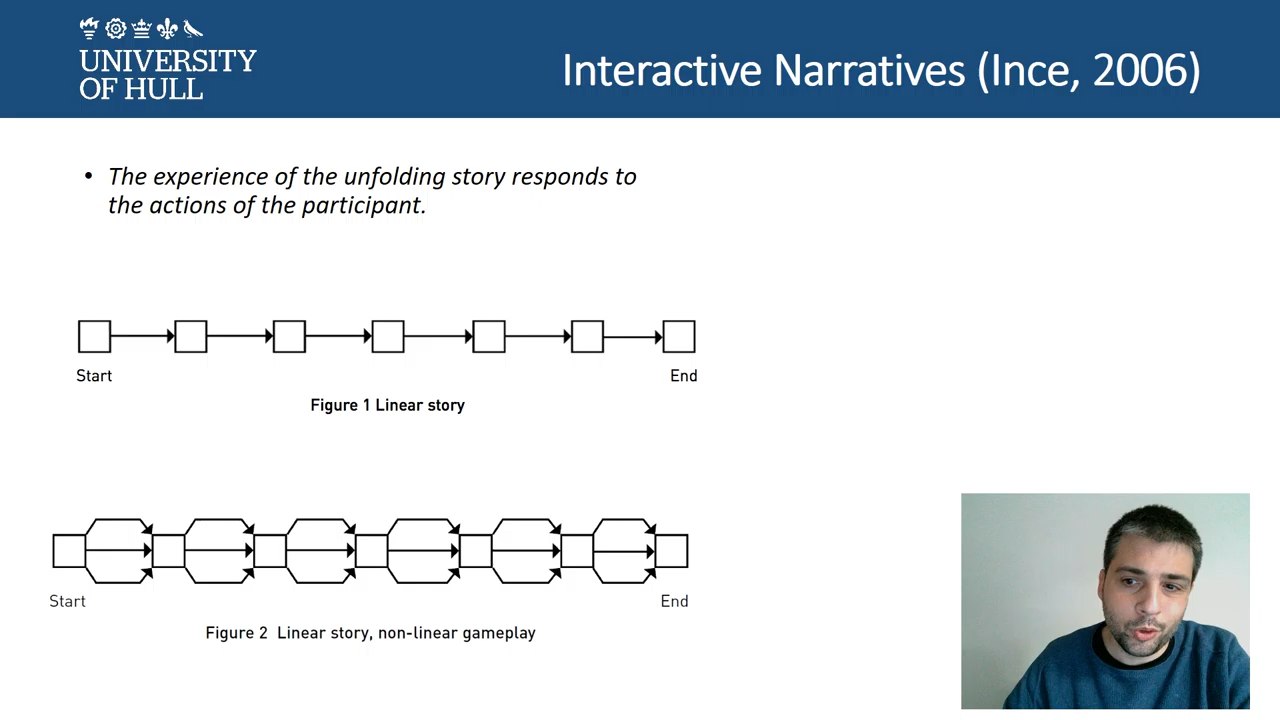 UNIVERSITY
OF HULL
Interactive Narratives (Ince, 2006)
• The experience of the unfolding story responds to
the actions of the participant.
Start
End
Figure 1 Linear story
Start
End
Figure 2 Linear story, non-linear gameplay